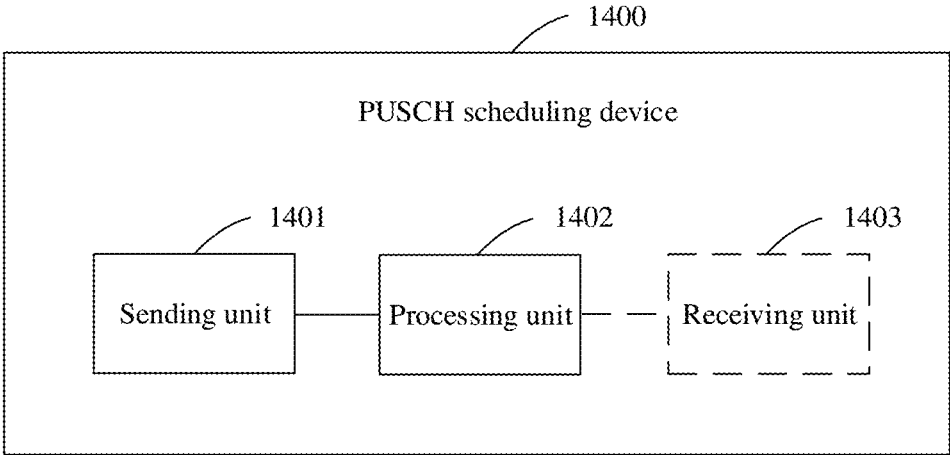 1400
PUSCH scheduling device
1401
1402
1403
Sending unit
Processing unit
Receiving unit